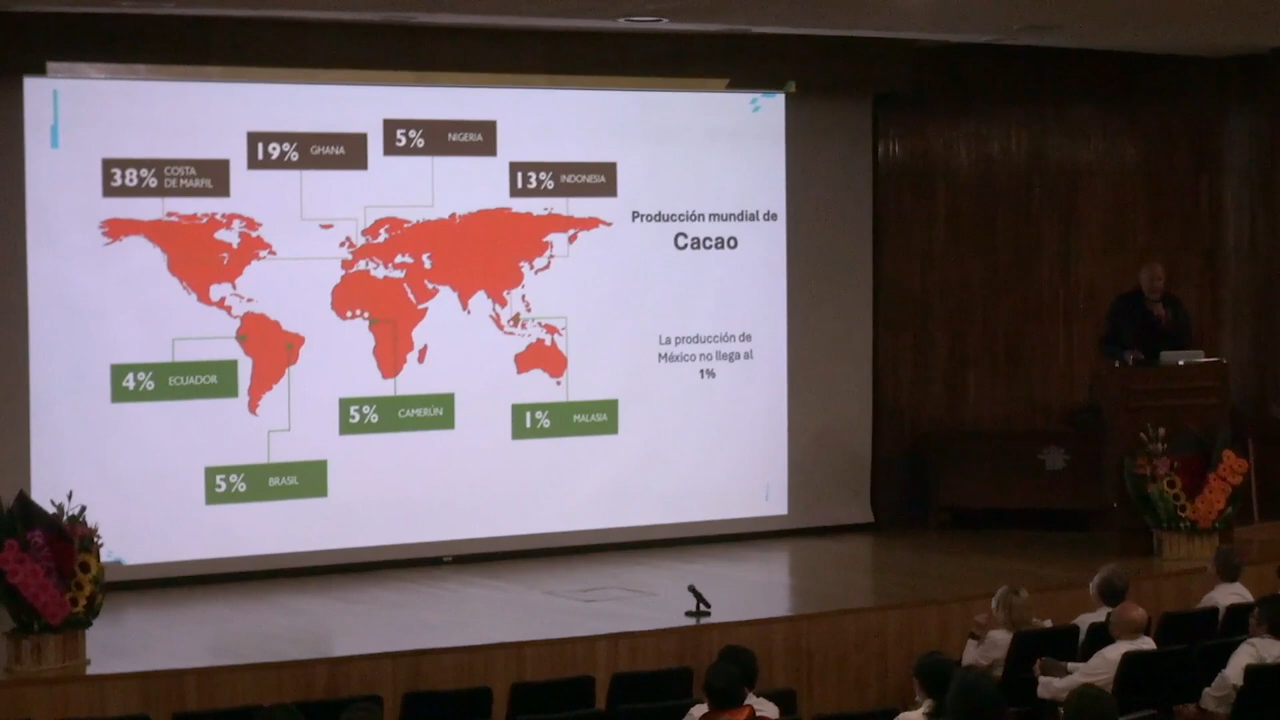 5% NIGERIA
19% GHANA
38% COSTA
DE MARFIL
13% INDONESIA
Producción mundial de
Cacao
La producción de
México no llega al
1%
4% ECUADOR
5% CAMERÚN
1% MALASIA
5% BRASIL